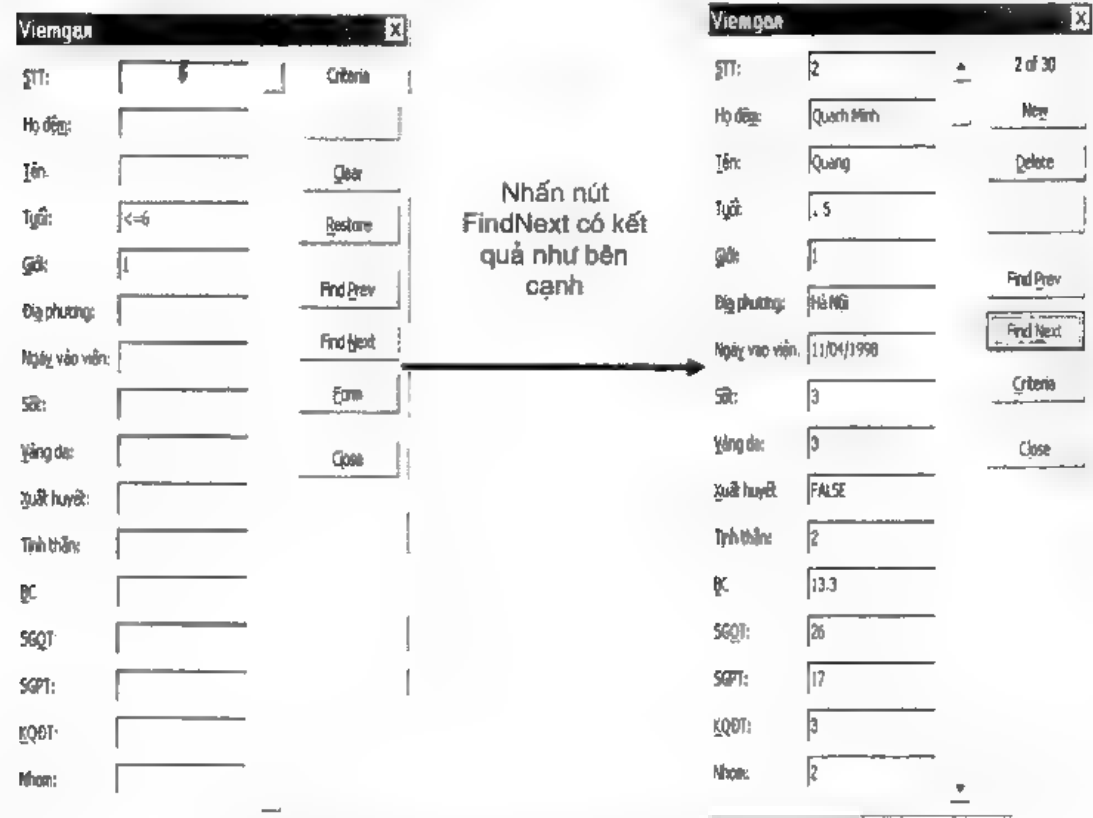 Viemgan
STT:
Họ đệm:
Tên
Tuổi: <=6
Giới: 1
Địa phương:
Ngày vào viện:
Sốt:
Vàng da:
Xuất huyết:
Tinh thần:
BC
SGOT
SGPT:
KQĐT
Nhom:
Criteria
Clear
Restore
Find Prev
Find Next
Form
Close
Nhấn nút
FindNext có kết
quả như bên
cạnh
Viemgan
STT: 2
Họ đệm: Quach Minh
Tên: Quang
Tuổi: 5
Giới: 1
Địa phương: Hà Nội
Ngày vao viện. 11/04/1998
Sốt: 3
Vàng da: 3
Xuất huyết FALSE
Tinh thần: 2
BC 13.3
SGOT: 26
SGPT: 17
KQĐT: 3
Nhom: 2
2 of 30
New
Delete
Find Prev
Find Next
Criteria
Close